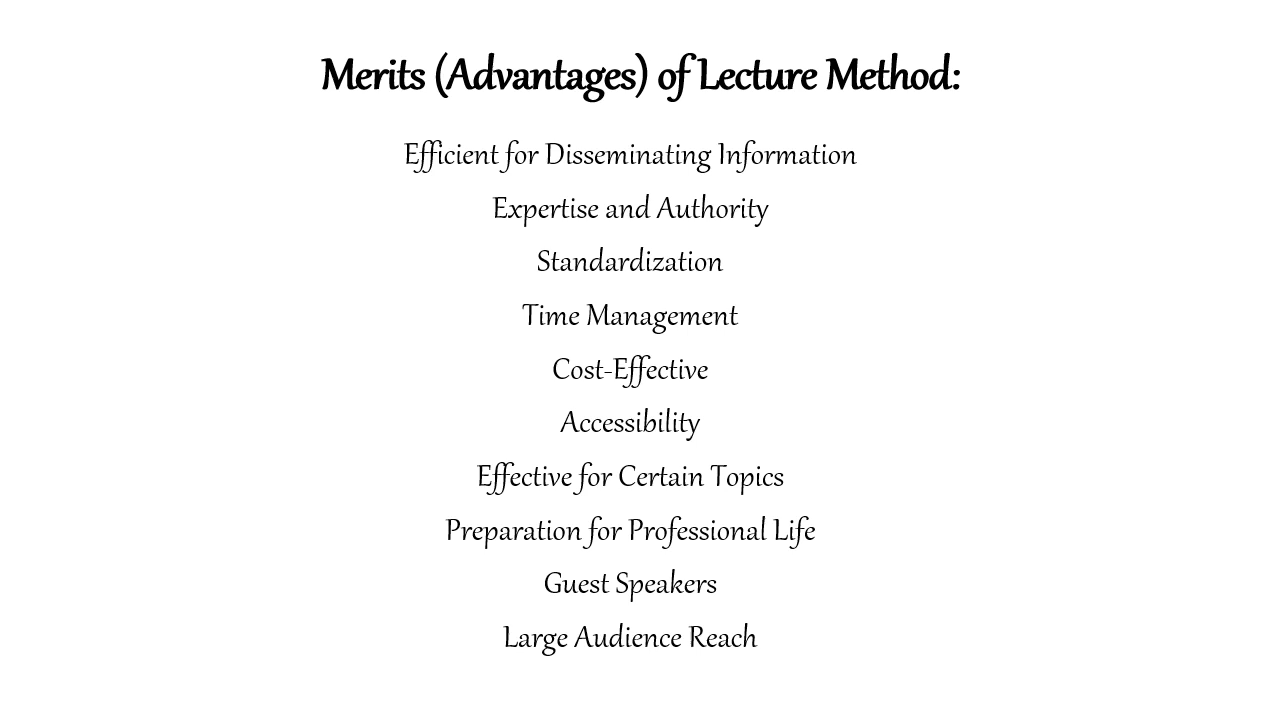 Merits (Advantages) of Lecture Method:
Efficient for Disseminating Information
Expertise and Authority
Standardization
Time Management
Cost-Effective
Accessibility
Effective for Certain Topics
Preparation for Professional Life
Guest Speakers
Large Audience Reach